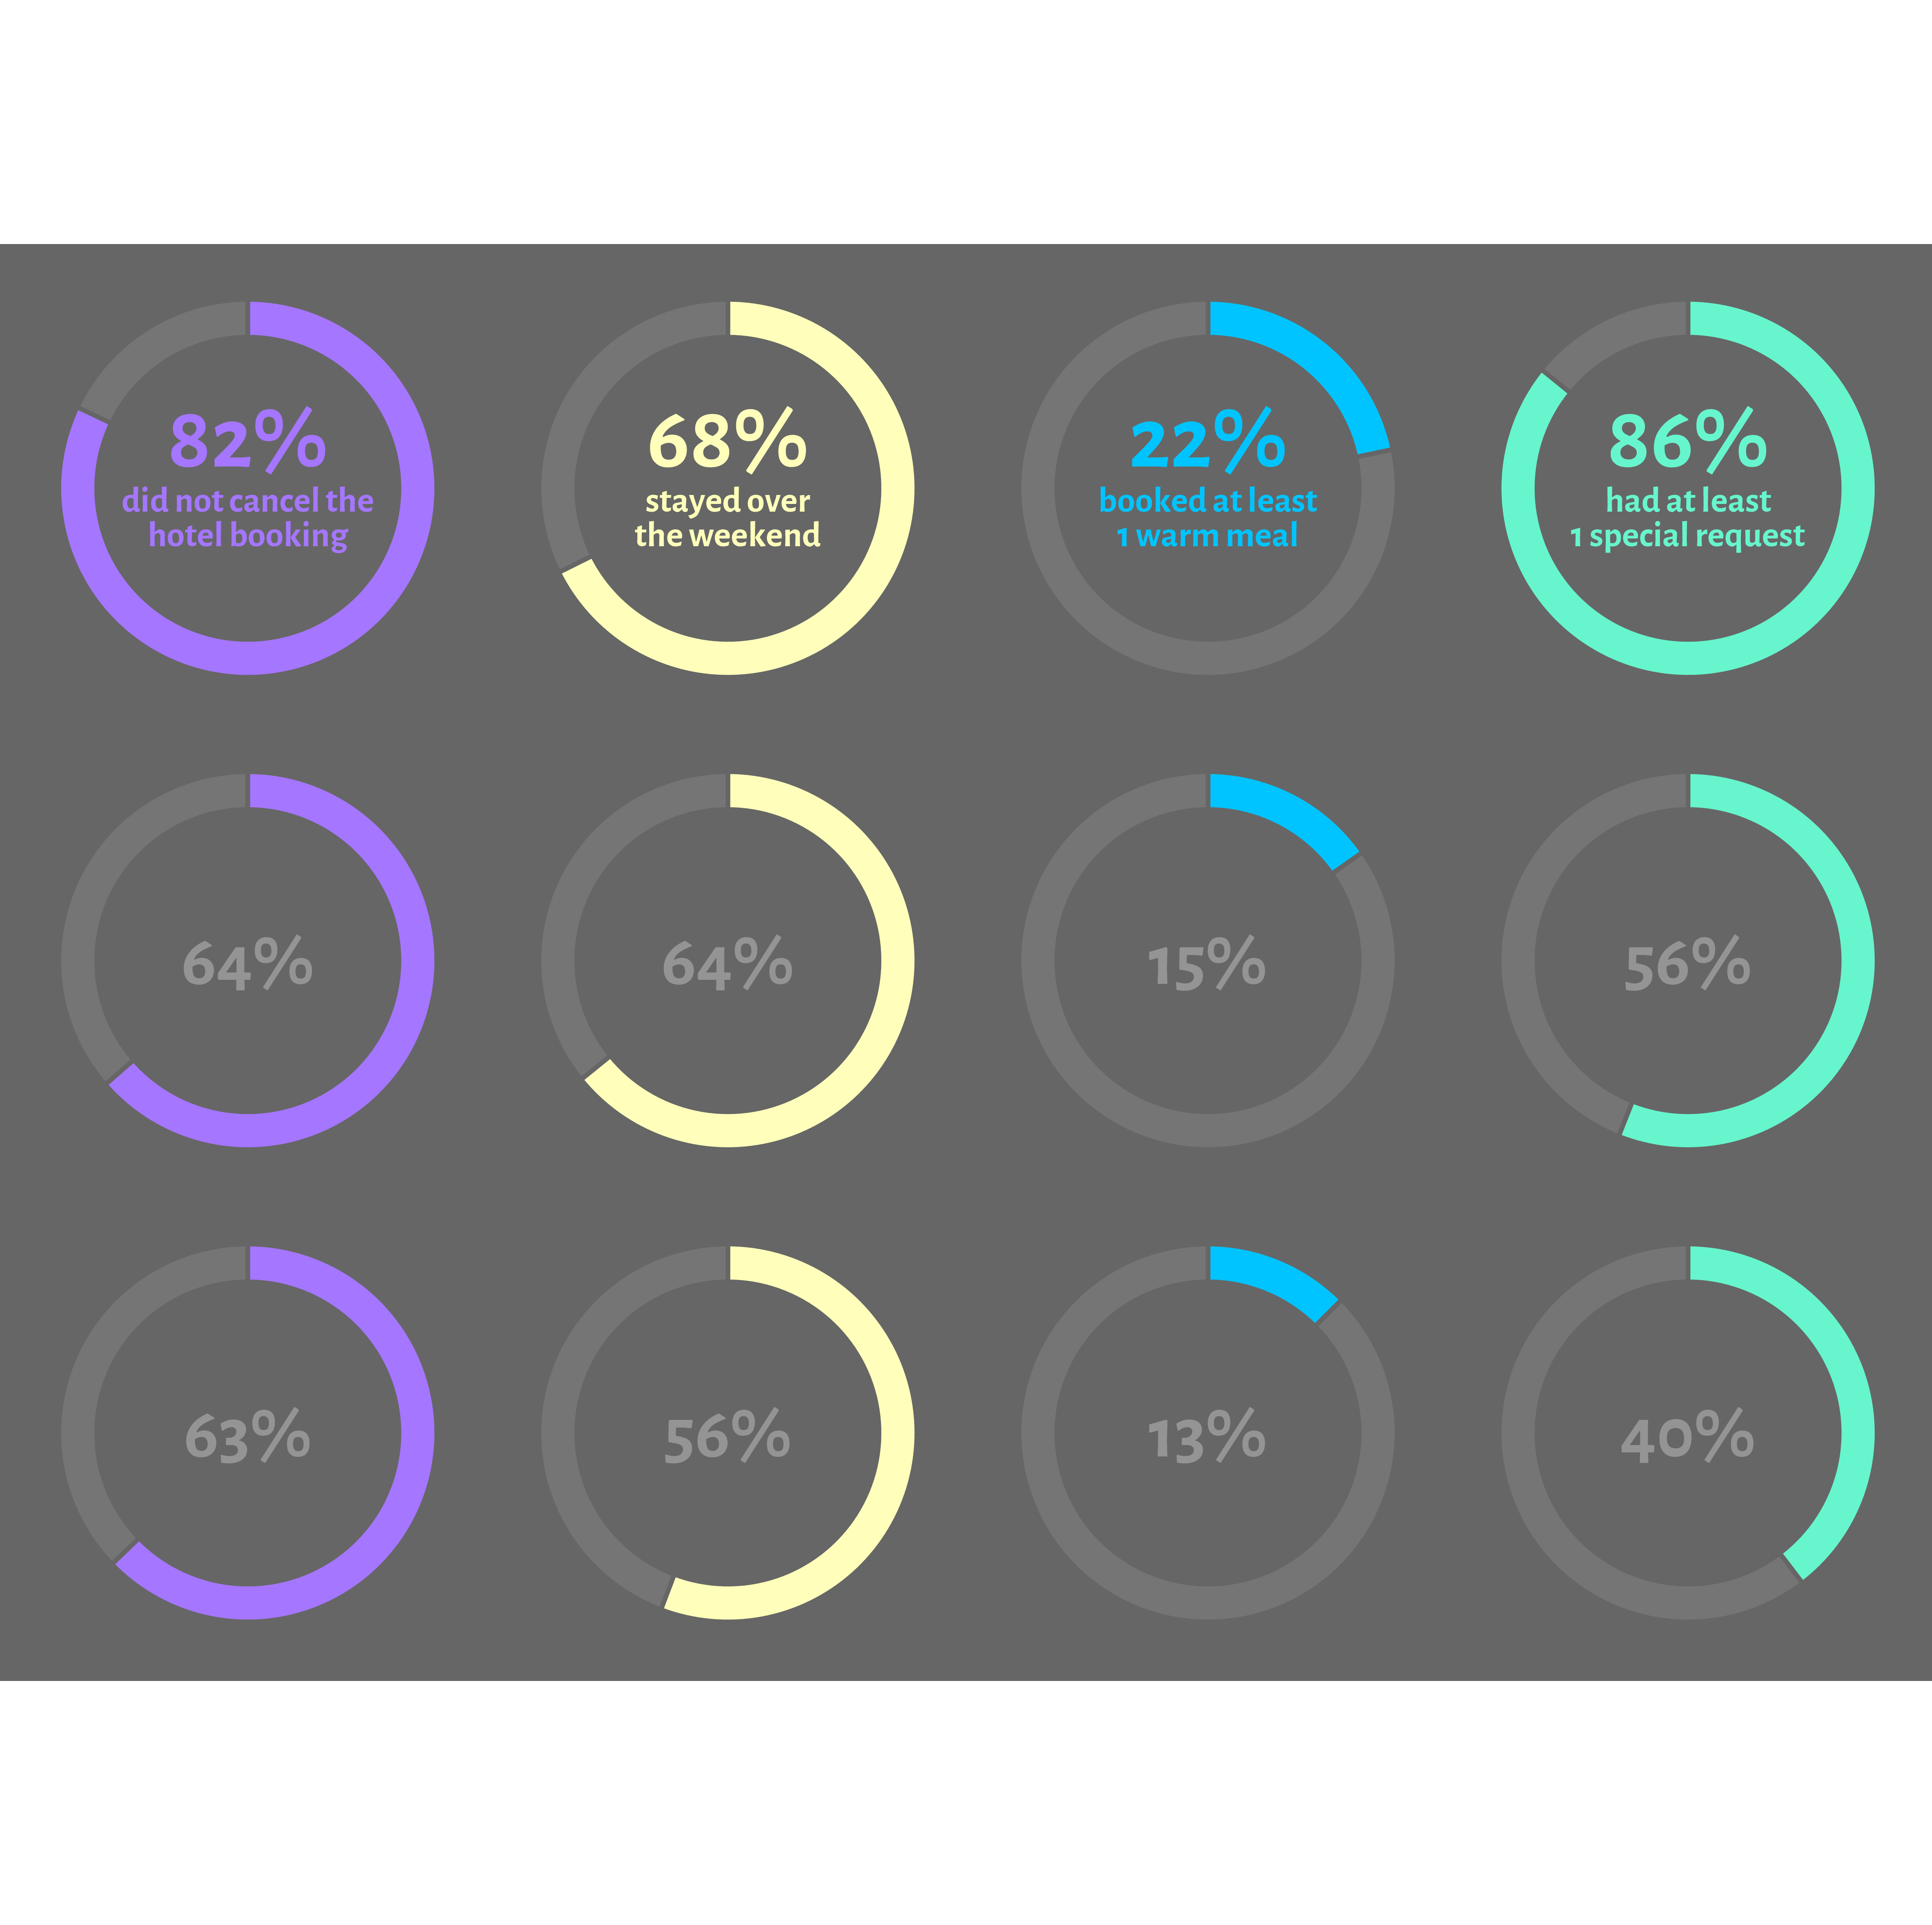 82%
did not cancel the
hotel booking
68%
stayed over
the weekend
22%
booked at least
1 warm meal
86%
had at least
1 special request
64%
64%
15%
56%
63%
56%
13%
40%